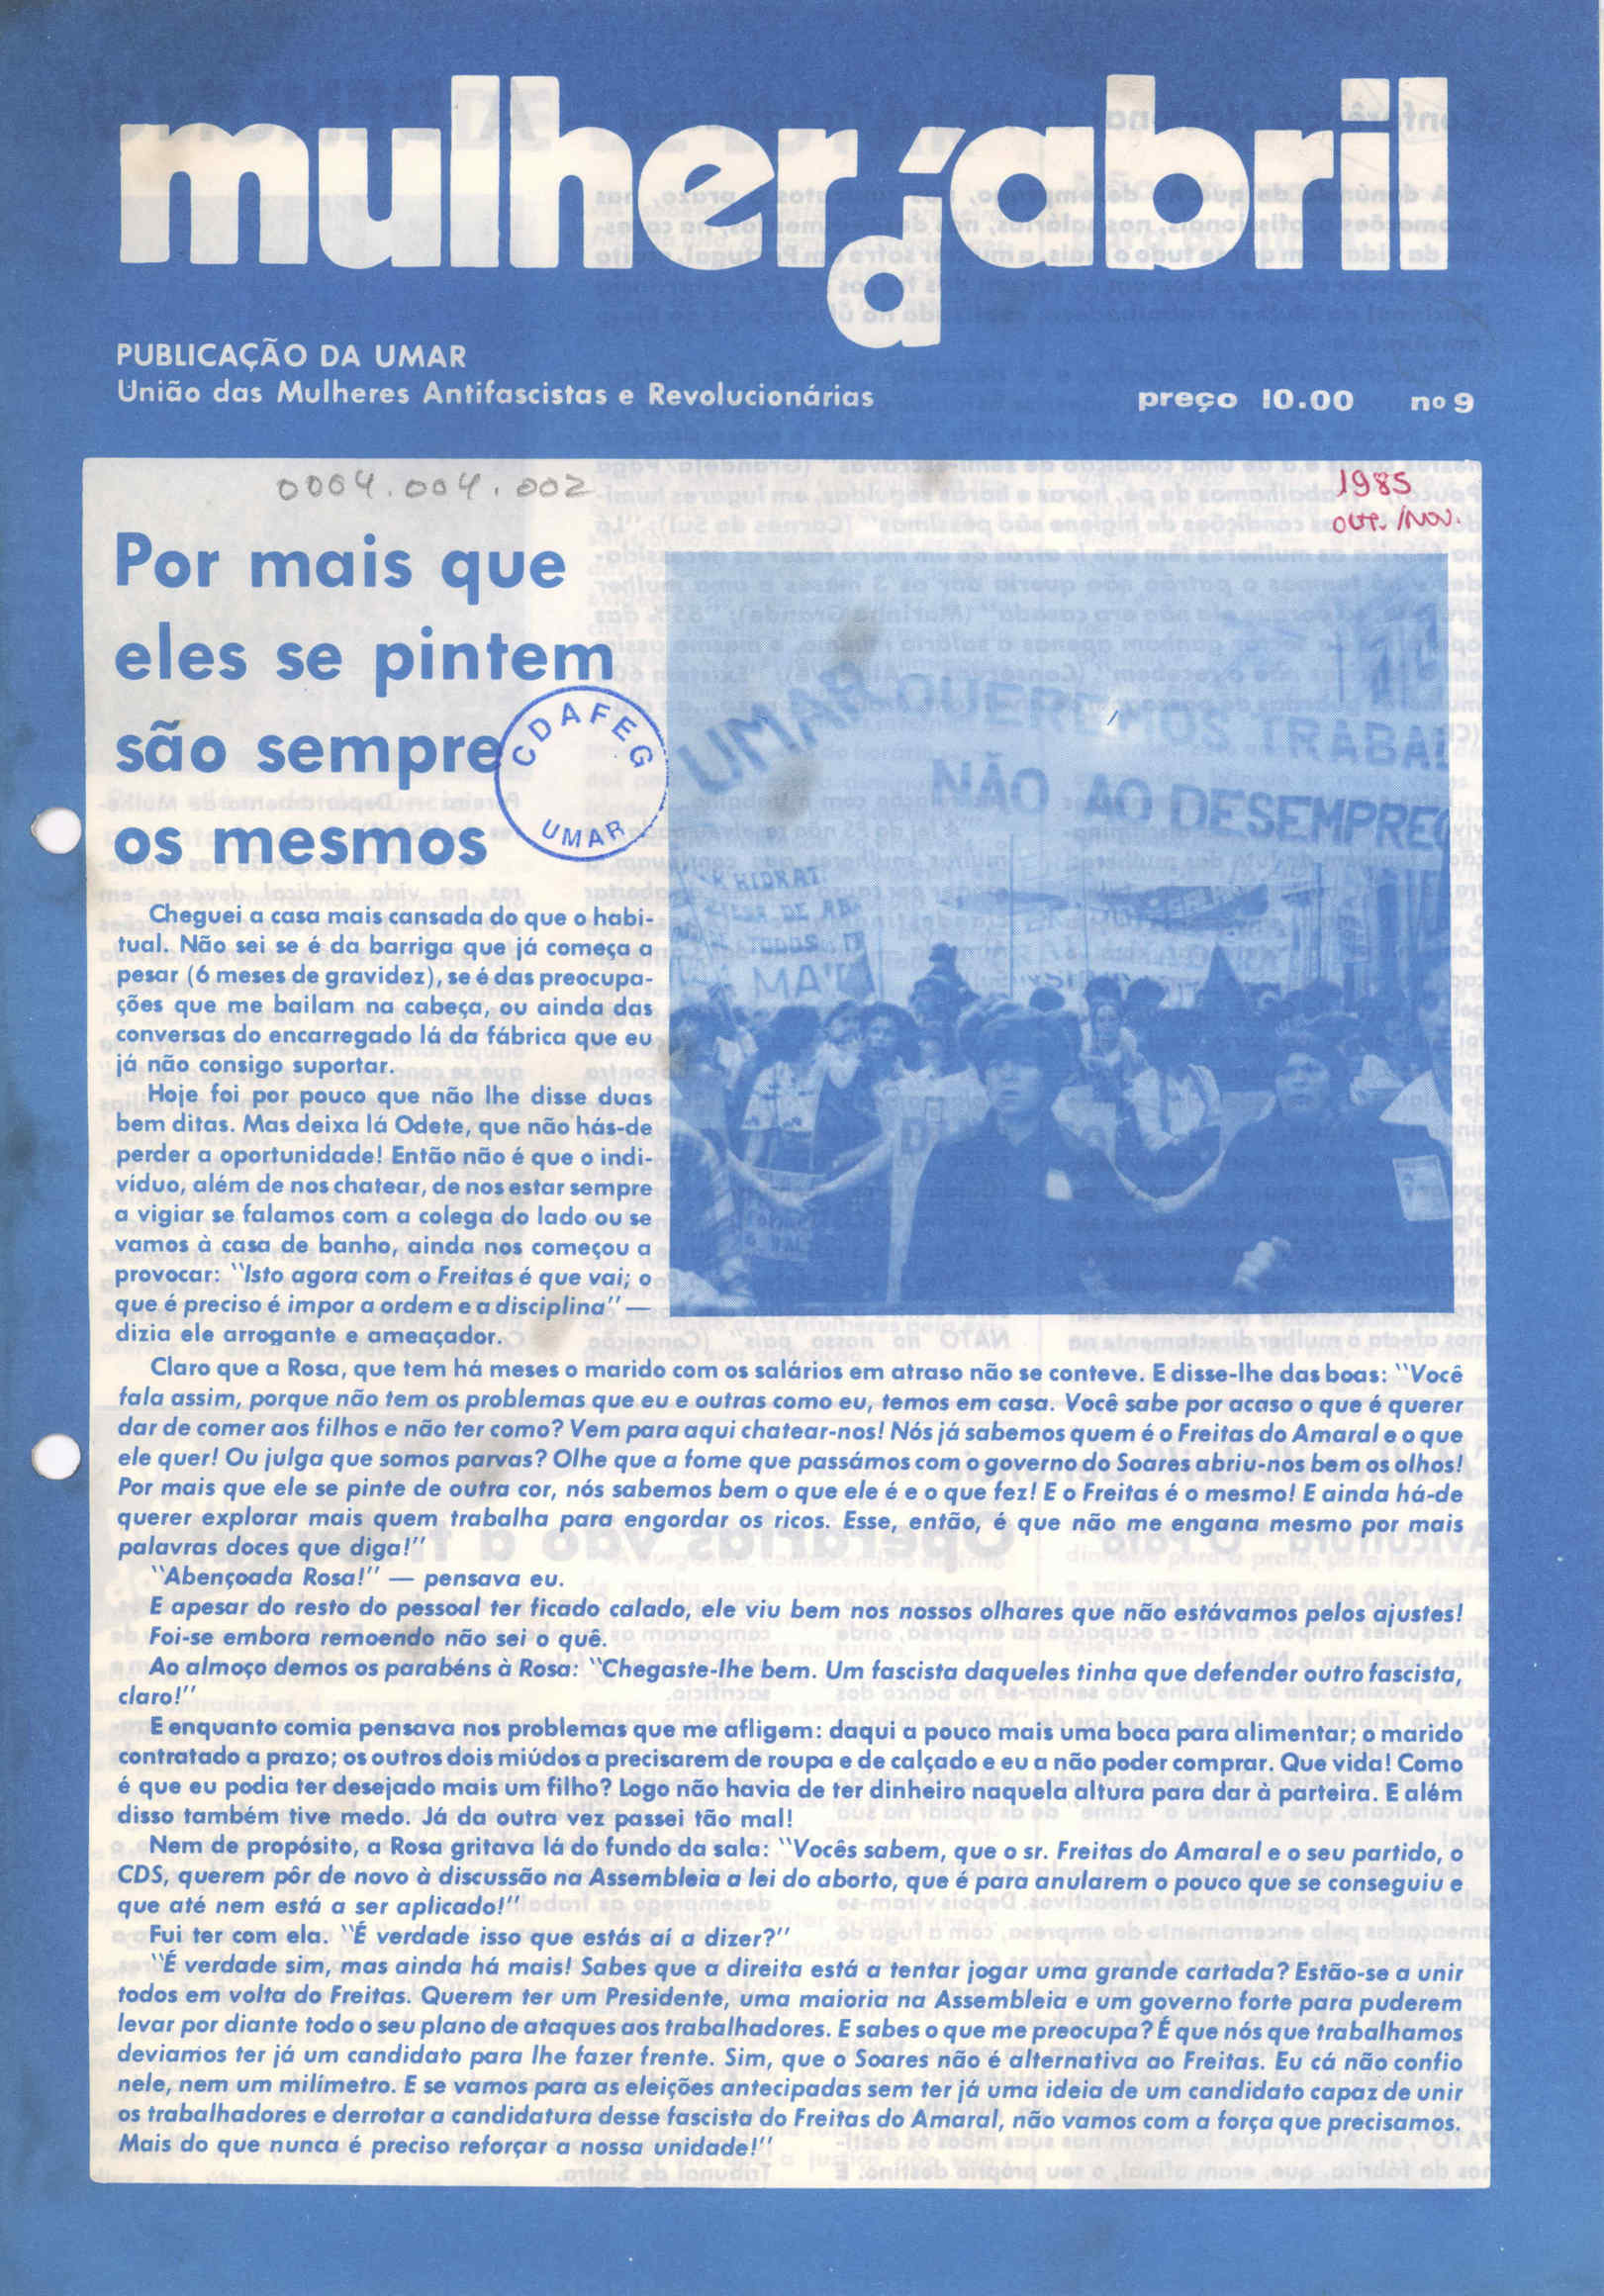 mulher d'abril
PUBLICAÇÃO DA UMAR
União das Mulheres Antifascistas e Revolucionárias
preço 10.00 nº 9
0004.004.002
1985
OUT./NOV.
Por mais que
eles se pintem
são sempre
os mesmos
CDAFEG
UMAR
UMAR QUEREMOS TRABA
NÃO AO DESEMPREG
Cheguei a casa mais cansada do que o habi-
tual. Não sei se é da barriga que já começa a
pesar (6 meses de gravidez), se é das preocupa-
ções que me bailam na cabeça, ou ainda das
conversas do encarregado lá da fábrica que eu
já não consigo suportar.
Hoje foi por pouco que não lhe disse duas
bem ditas. Mas deixa lá Odete, que não hás-de
perder a oportunidade! Então não é que o indi-
víduo, além de nos chatear, de nos estar sempre
a vigiar se falamos com a colega do lado ou se
vamos à casa de banho, ainda nos começou a
provocar: "Isto agora com o Freitas é que vai; o
que é preciso é impor a ordem e a disciplina" —
dizia ele arrogante e ameaçador.
Claro que a Rosa, que tem há meses o marido com os salários em atraso não se conteve. E disse-lhe das boas: "Você
fala assim, porque não tem os problemas que eu e outras como eu, temos em casa. Você sabe por acaso o que é querer
dar de comer aos filhos e não ter como? Vem para aqui chatear-nos! Nós já sabemos quem é o Freitas do Amaral e o que
ele quer! Ou julga que somos parvas? Olhe que a fome que passámos com o governo do Soares abriu-nos bem os olhos!
Por mais que ele se pinte de outra cor, nós sabemos bem o que ele é e o que fez! E o Freitas é o mesmo! E ainda há-de
querer explorar mais quem trabalha para engordar os ricos. Esse, então, é que não me engana mesmo por mais
palavras doces que diga!"
"Abençoada Rosa!" — pensava eu.
E apesar do resto do pessoal ter ficado calado, ele viu bem nos nossos olhares que não estávamos pelos ajustes!
Foi-se embora remoendo não sei o quê.
Ao almoço demos os parabéns à Rosa: "Chegaste-lhe bem. Um fascista daqueles tinha que defender outro fascista,
claro!"
E enquanto comia pensava nos problemas que me afligem: daqui a pouco mais uma boca para alimentar; o marido
contratado a prazo; os outros dois miúdos a precisarem de roupa e de calçado e eu a não poder comprar. Que vida! Como
é que eu podia ter desejado mais um filho? Logo não havia de ter dinheiro naquela altura para dar à parteira. E além
disso também tive medo. Já da outra vez passei tão mal!
Nem de propósito, a Rosa gritava lá do fundo da sala: "Vocês sabem, que o sr. Freitas do Amaral e o seu partido, o
CDS, querem pôr de novo à discussão na Assembleia a lei do aborto, que é para anularem o pouco que se conseguiu e
que até nem está a ser aplicado!"
Fui ter com ela. "É verdade isso que estás aí a dizer?"
"É verdade sim, mas ainda há mais! Sabes que a direita está a tentar jogar uma grande cartada? Estão-se a unir
todos em volta do Freitas. Querem ter um Presidente, uma maioria na Assembleia e um governo forte para puderem
levar por diante todo o seu plano de ataques aos trabalhadores. E sabes o que me preocupa? É que nós que trabalhamos
deviamos ter já um candidato para lhe fazer frente. Sim, que o Soares não é alternativa ao Freitas. Eu cá não confio
nele, nem um milímetro. E se vamos para as eleições antecipadas sem ter já uma ideia de um candidato capaz de unir
os trabalhadores e derrotar a candidatura desse fascista do Freitas do Amaral, não vamos com a força que precisamos.
Mais do que nunca é preciso reforçar a nossa unidade!"